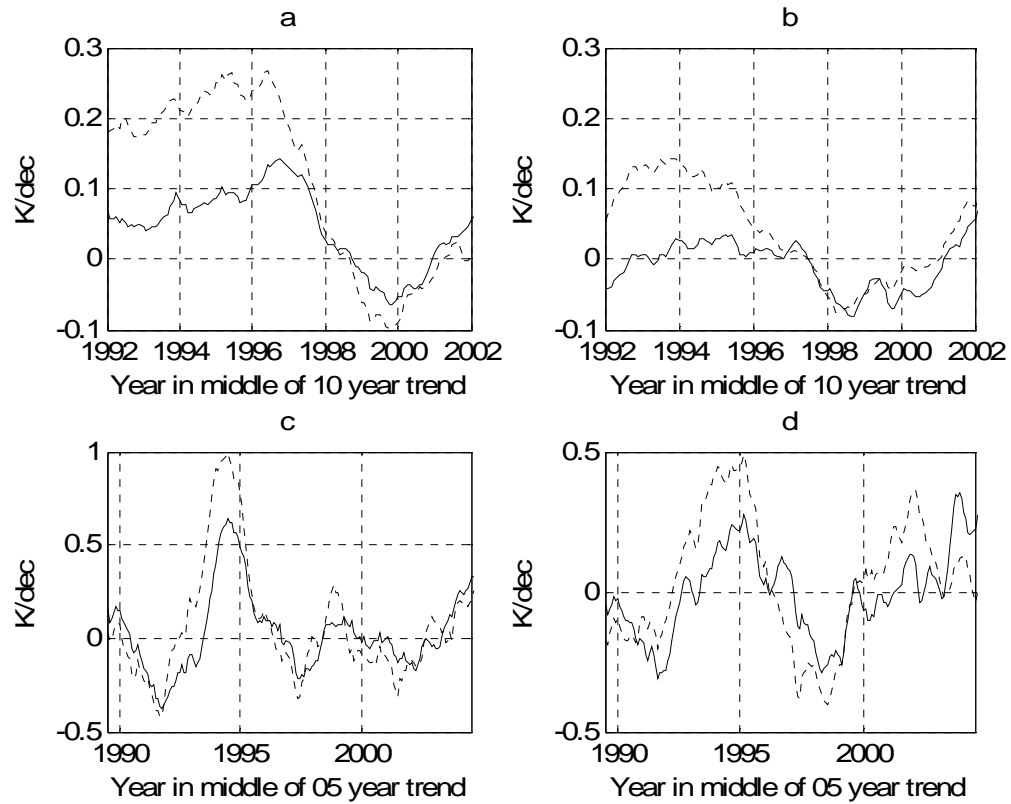 a
0.3
0.2
0.1
0
-0.1
K/dec
1992 1994 1996 1998 2000 2002
Year in middle of 10 year trend
b
0.3
0.2
0.1
0
-0.1
K/dec
1992 1994 1996 1998 2000 2002
Year in middle of 10 year trend
c
1
0.5
0
-0.5
K/dec
1990 1995 2000
Year in middle of 05 year trend
d
0.5
0
-0.5
K/dec
1990 1995 2000
Year in middle of 05 year trend